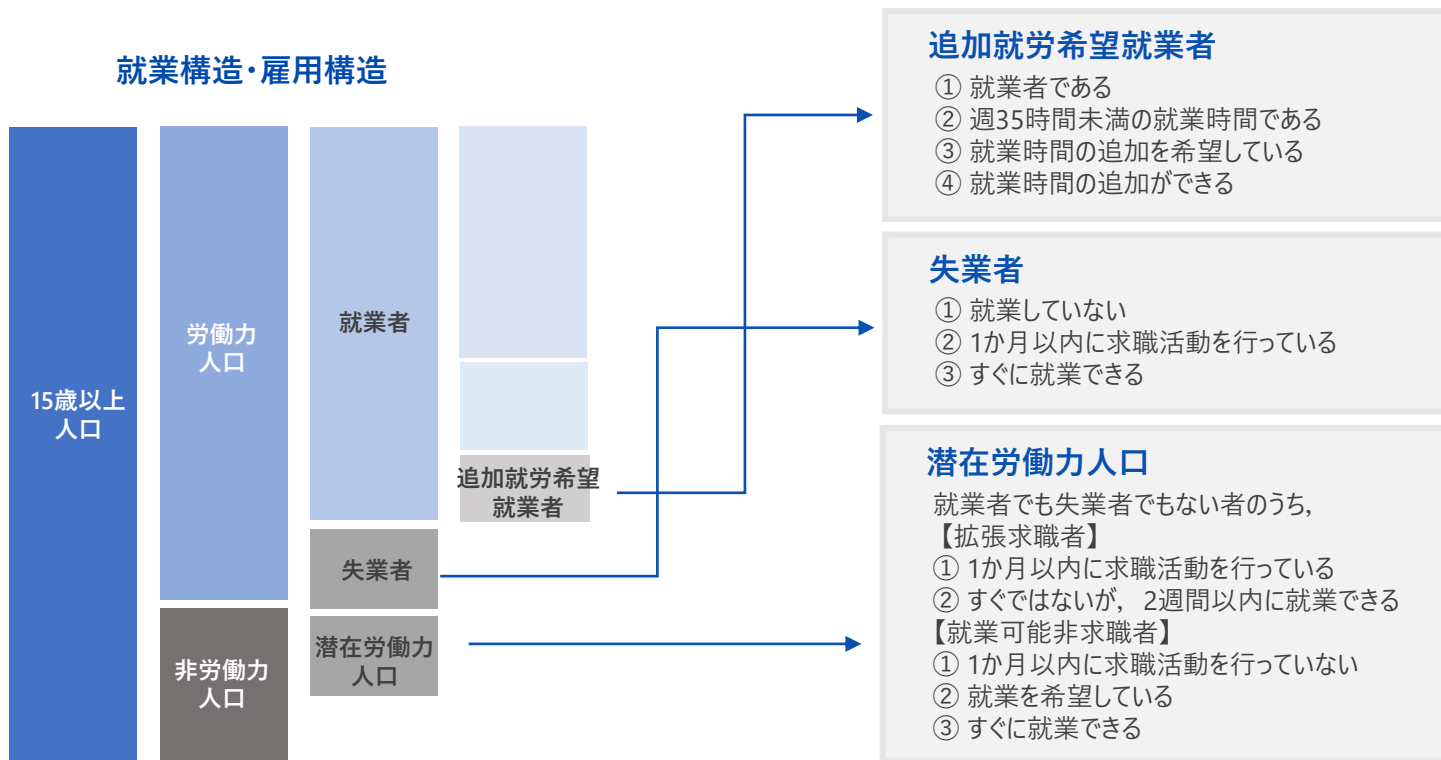 就業構造・雇用構造
15歳以上
人口
労働力
人口
非労働力
人口
就業者
失業者
潜在労働力
人口
追加就労希望
就業者
追加就労希望就業者
① 就業者である
② 週35時間未満の就業時間である
③ 就業時間の追加を希望している
④ 就業時間の追加ができる
失業者
① 就業していない
② 1か月以内に求職活動を行っている
③ すぐに就業できる
潜在労働力人口
就業者でも失業者でもない者のうち，
【拡張求職者】
① 1か月以内に求職活動を行っている
② すぐではないが，2週間以内に就業できる
【就業可能非求職者】
① 1か月以内に求職活動を行っていない
② 就業を希望している
③ すぐに就業できる